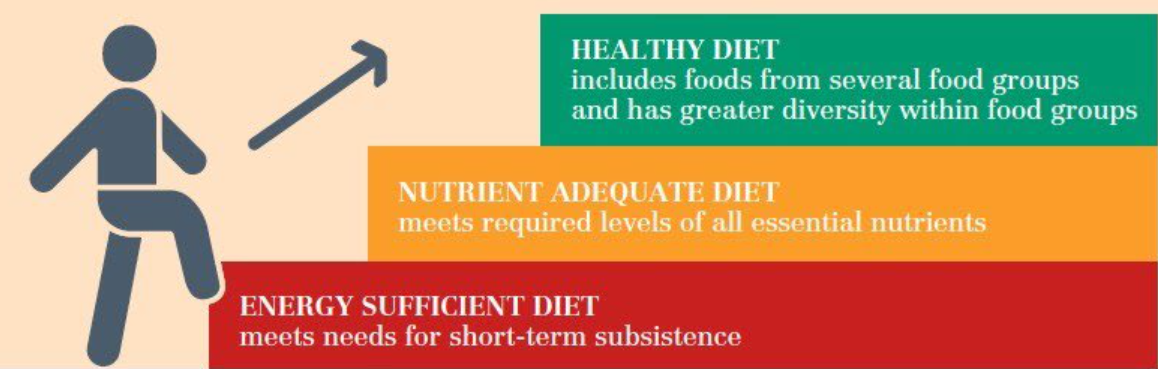 HEALTHY DIET
includes foods from several food groups
and has greater diversity within food groups
NUTRIENT ADEQUATE DIET
meets required levels of all essential nutrients
ENERGY SUFFICIENT DIET
meets needs for short-term subsistence